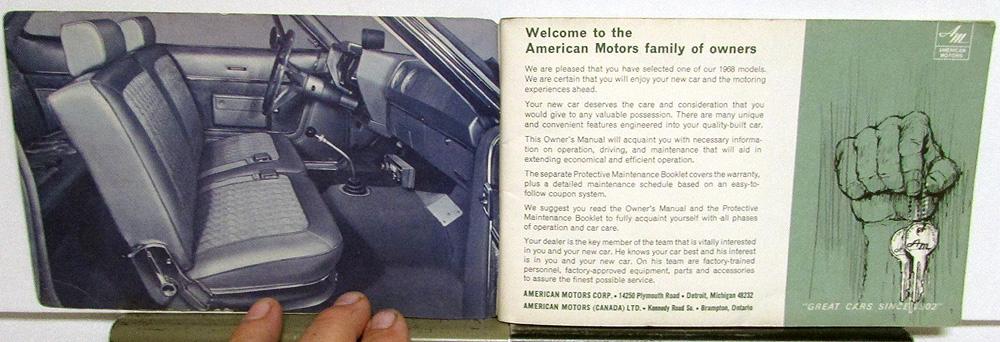 Welcome to the
American Motors family of owners
We are pleased that you have selected one of our 1968 models.
We are certain that you will enjoy your new car and the motoring
experiences ahead.
Your new car deserves the care and consideration that you
would give to any valuable possession. There are many unique
and convenient features engineered into your quality-built car.
This Owner's Manual will acquaint you with necessary informa-
tion on operation, driving, and maintenance that will aid in
extending economical and efficient operation.
The separate Protective Maintenance Booklet covers the warranty,
plus a detailed maintenance schedule based on an easy-to-
follow coupon system.
We suggest you read the Owner's Manual and the Protective
Maintenance Booklet to fully acquaint yourself with all phases
of operation and car care.
Your dealer is the key member of the team that is vitally interested
in you and your new car. He knows your car best and his interest
is in you and your new car. On his team are factory-trained
personnel, factory-approved equipment, parts and accessories
to assure the finest possible service.
AMERICAN MOTORS CORP. • 14250 Plymouth Road • Detroit, Michigan 48232
AMERICAN MOTORS (CANADA) LTD. • Kennedy Road So. • Brampton, Ontario
AM
AMERICAN
MOTORS
Am
"GREAT CARS SINCE 1902"